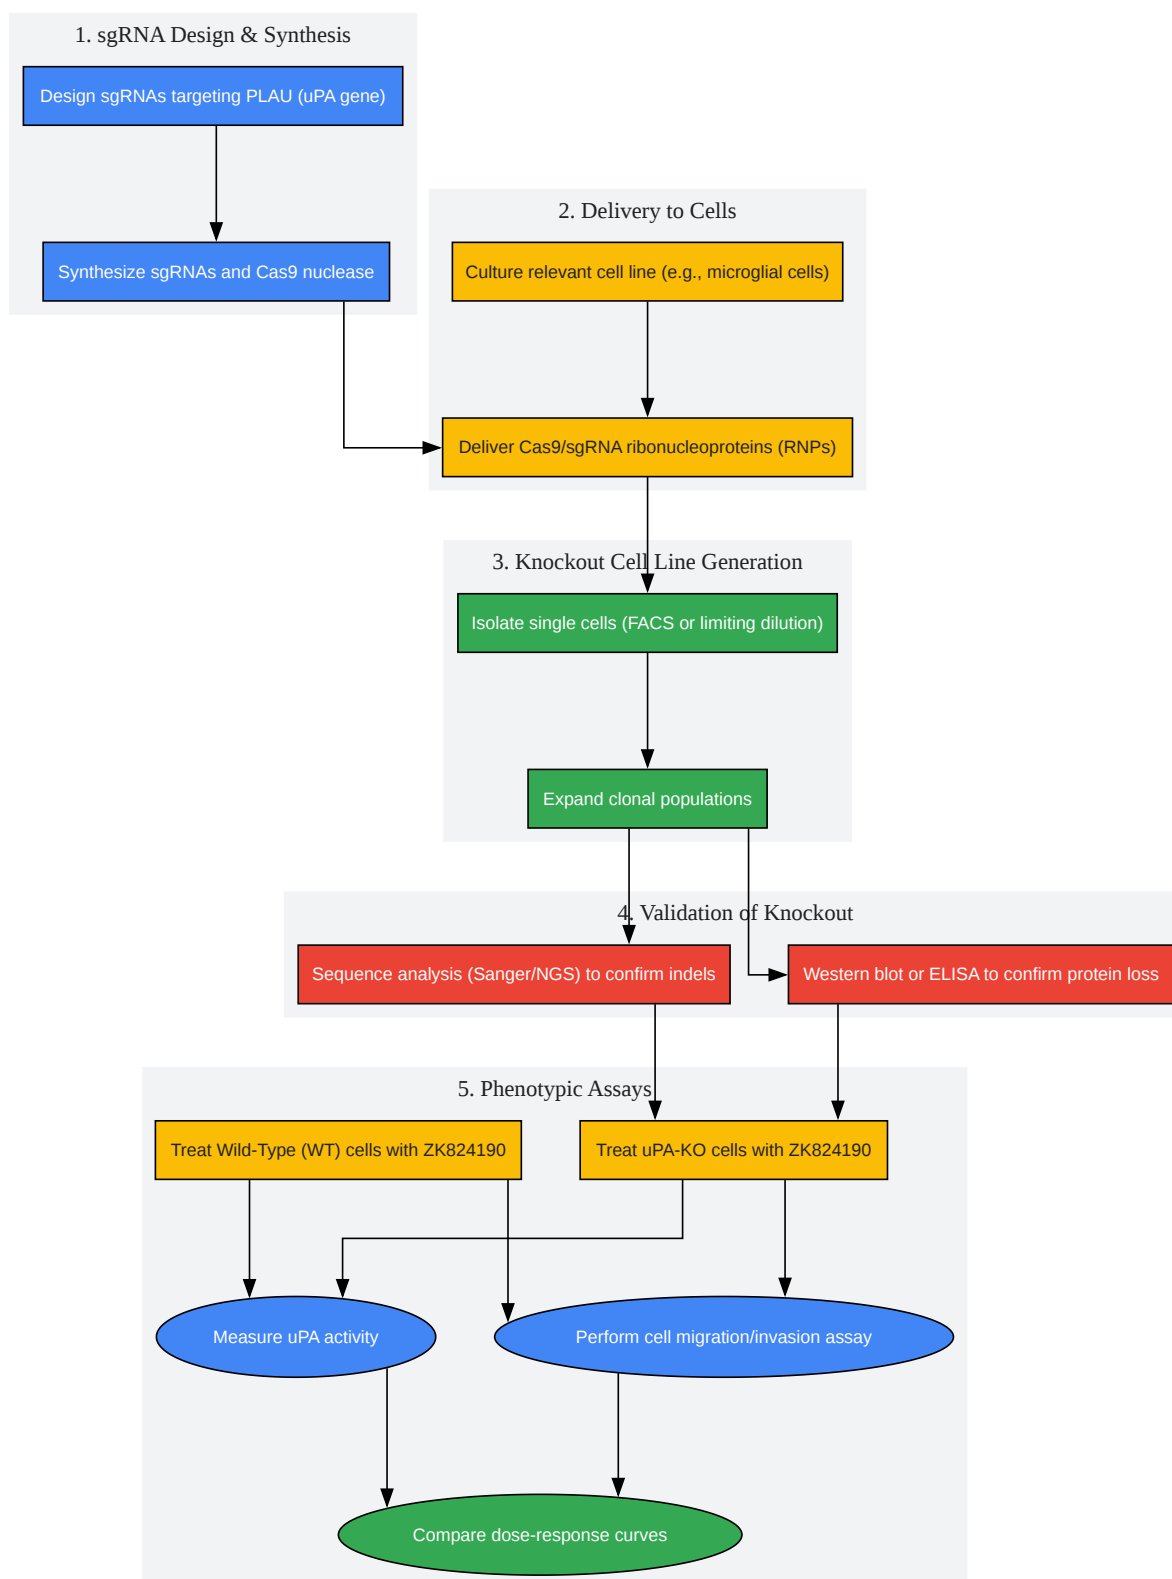 1. sgRNA Design & Synthesis
Design sgRNAs targeting PLAU (uPA gene)
Synthesize sgRNAs and Cas9 nuclease
2. Delivery to Cells
Culture relevant cell line (e.g., microglial cells)
Deliver Cas9/sgRNA ribonucleoproteins (RNPs)
3. Knockout Cell Line Generation
Isolate single cells (FACS or limiting dilution)
Expand clonal populations
4. Validation of Knockout
Sequence analysis (Sanger/NGS) to confirm indels
Western blot or ELISA to confirm protein loss
5. Phenotypic Assays
Treat Wild-Type (WT) cells with ZK824190
Treat uPA-KO cells with ZK824190
Measure uPA activity
Perform cell migration/invasion assay
Compare dose-response curves